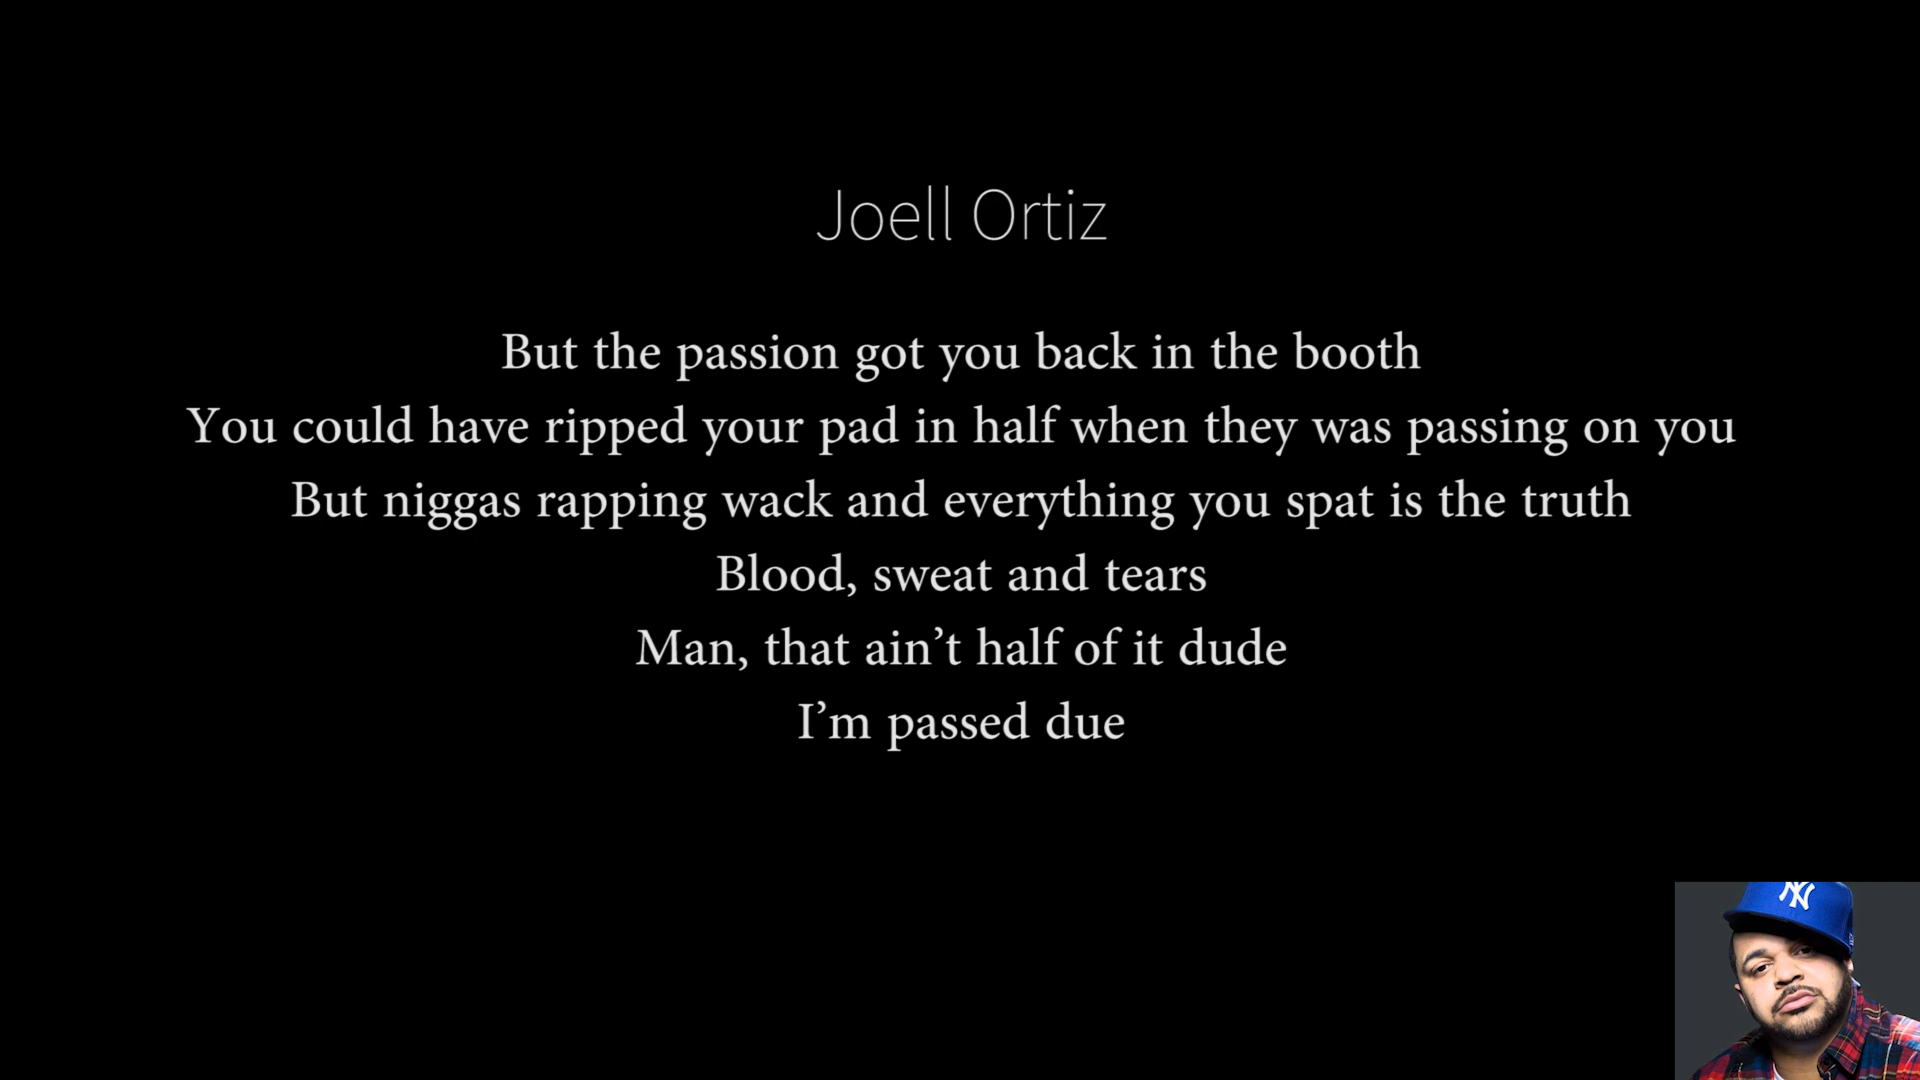 Joell Ortiz
But the passion got you back in the booth
You could have ripped your pad in half when they was passing on you
But niggas rapping wack and everything you spat is the truth
Blood, sweat and tears
Man, that ain’t half of it dude
I’m passed due
NY